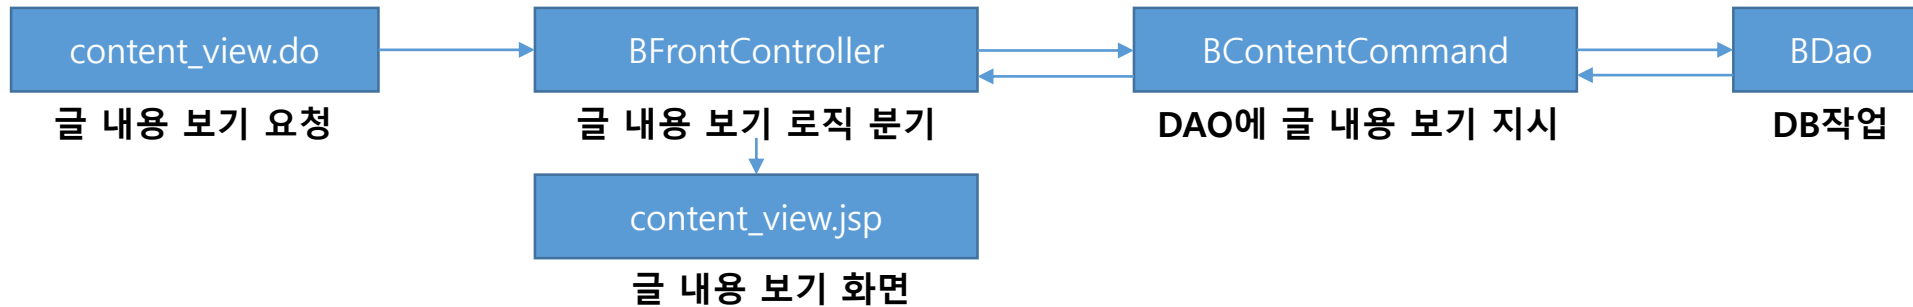 content_view.do
BFrontController
BContentCommand
BDao
글 내용 보기 요청
글 내용 보기 로직 분기
DAO에 글 내용 보기 지시
DB작업
content_view.jsp
글 내용 보기 화면